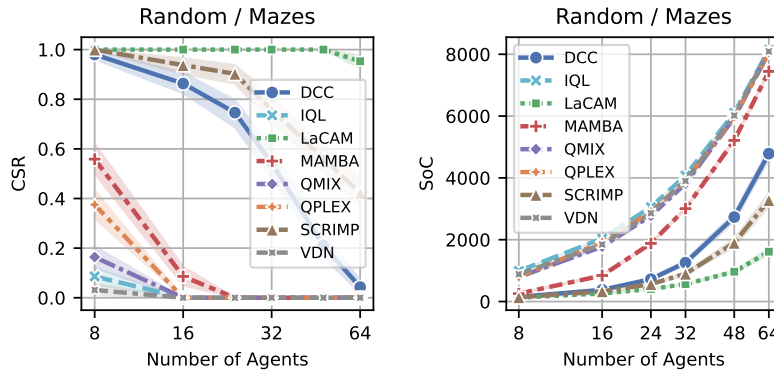 Random / Mazes
CSR
1.0
0.8
0.6
0.4
0.2
0.0
DCC
IQL
LaCAM
MAMBA
QMIX
QPLEX
SCRIMP
VDN
8
16
32
64
Number of Agents
Random / Mazes
SoC
8000
6000
4000
2000
0
DCC
IQL
LaCAM
MAMBA
QMIX
QPLEX
SCRIMP
VDN
8
16
24
32
48
64
Number of Agents